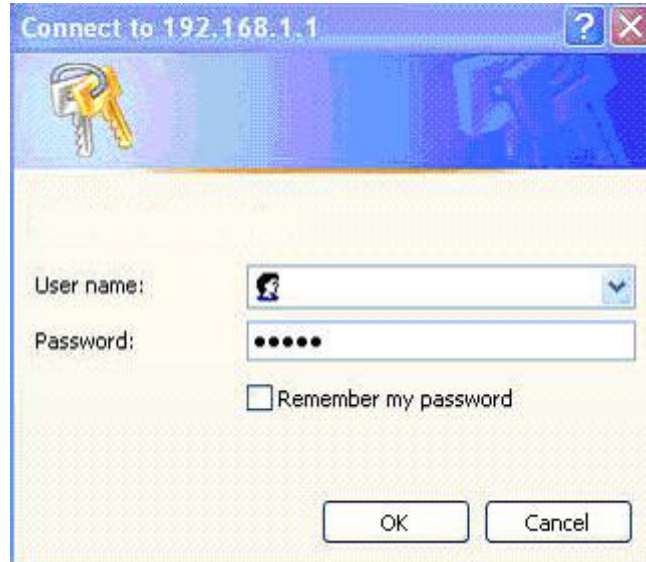 Connect to 192.168.1.1
User name:
Password:
•••••
Remember my password
OK
Cancel